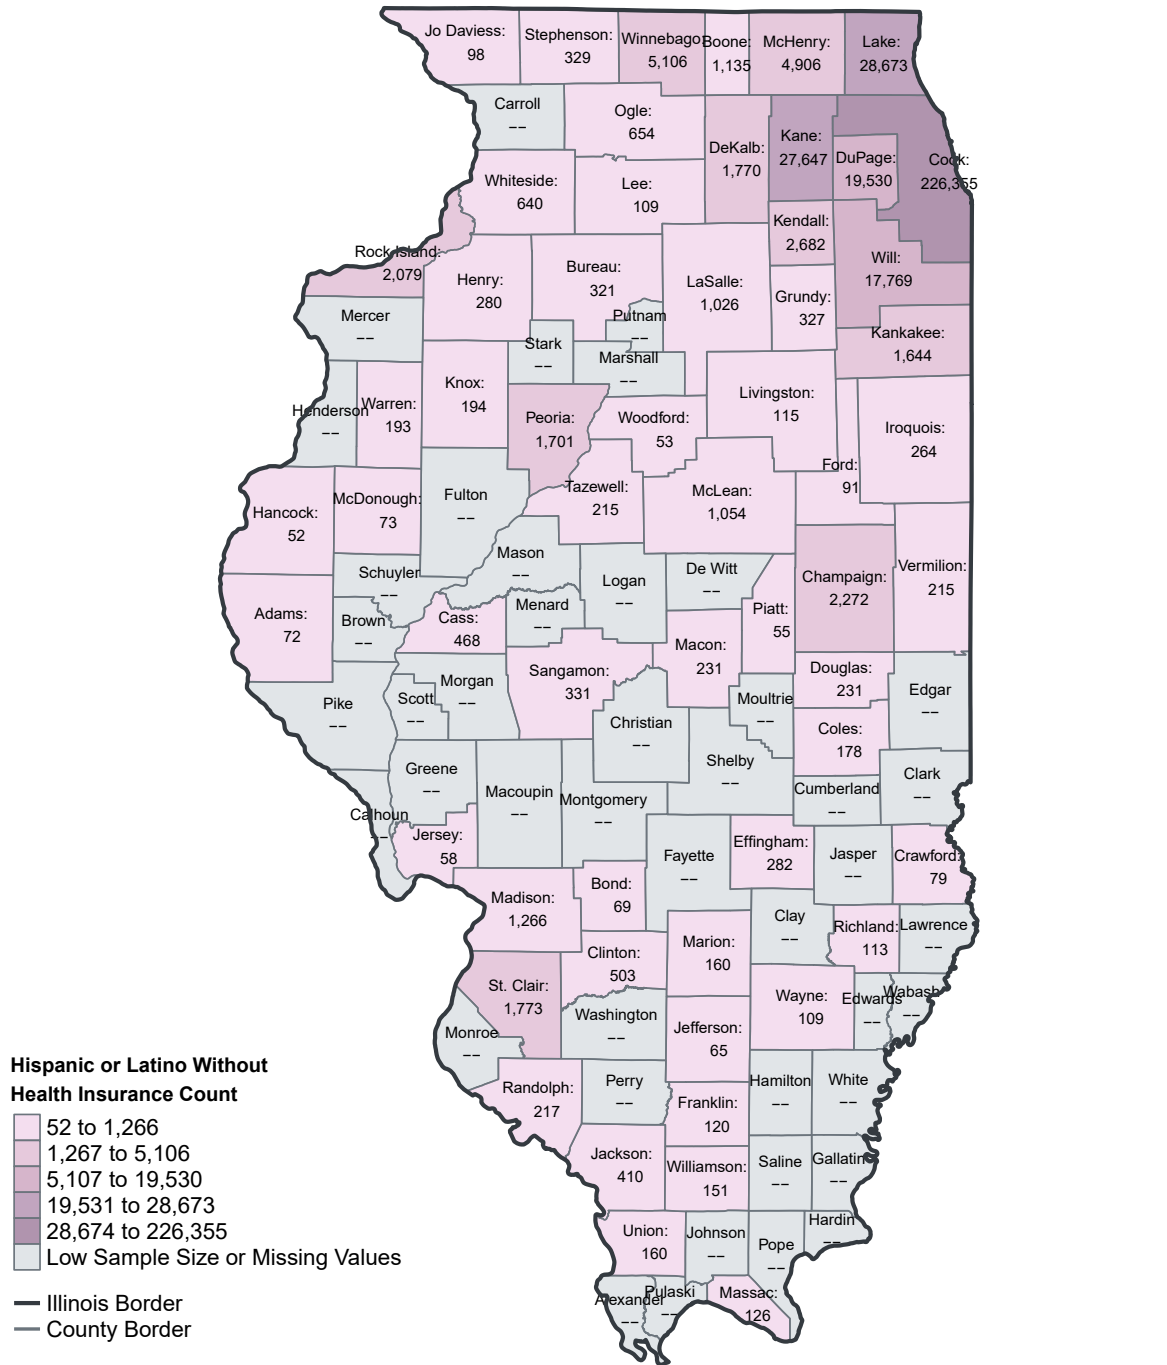 Jo Daviess:
98
Stephenson:
329
Winnebago:
5,106
Boone:
1,135
McHenry:
4,906
Lake:
28,673
Carroll
––
Ogle:
654
DeKalb:
1,770
Kane:
27,647
DuPage:
19,530
Cook:
226,355
Whiteside:
640
Lee:
109
Kendall:
2,682
Rock Island:
2,079
Henry:
280
Bureau:
321
LaSalle:
1,026
Grundy:
327
Will:
17,769
Mercer
––
Putnam
––
Stark
––
Marshall
––
Kankakee:
1,644
Henderson
––
Warren:
193
Knox:
194
Peoria:
1,701
Woodford:
53
Livingston:
115
Iroquois:
264
Ford:
91
Hancock:
52
McDonough:
73
Fulton
––
Tazewell:
215
McLean:
1,054
Mason
––
Schuyler
––
Logan
––
De Witt
––
Champaign:
2,272
Vermilion:
215
Adams:
72
Brown
––
Cass:
468
Menard
––
Piatt:
55
Macon:
231
Sangamon:
331
Douglas:
231
Edgar
––
Pike
––
Scott
––
Morgan
––
Christian
––
Moultrie
––
Coles:
178
Shelby
––
Greene
––
Macoupin
––
Montgomery
––
Cumberland
––
Clark
––
Calhoun
––
Jersey:
58
Fayette
––
Effingham:
282
Jasper
––
Crawford:
79
Madison:
1,266
Bond:
69
Clay
––
Richland:
113
Lawrence
––
Marion:
160
Clinton:
503
St. Clair:
1,773
Wayne:
109
Edwards
––
Wabash
––
Washington
––
Monroe
––
Jefferson:
65
Randolph:
217
Perry
––
Hamilton
––
White
––
Franklin:
120
Jackson:
410
Williamson:
151
Saline
––
Gallatin
––
Union:
160
Johnson
––
Pope
––
Hardin
––
Alexander
––
Pulaski
––
Massac:
126
Hispanic or Latino Without
Health Insurance Count
52 to 1,266
1,267 to 5,106
5,107 to 19,530
19,531 to 28,673
28,674 to 226,355
Low Sample Size or Missing Values
Illinois Border
County Border